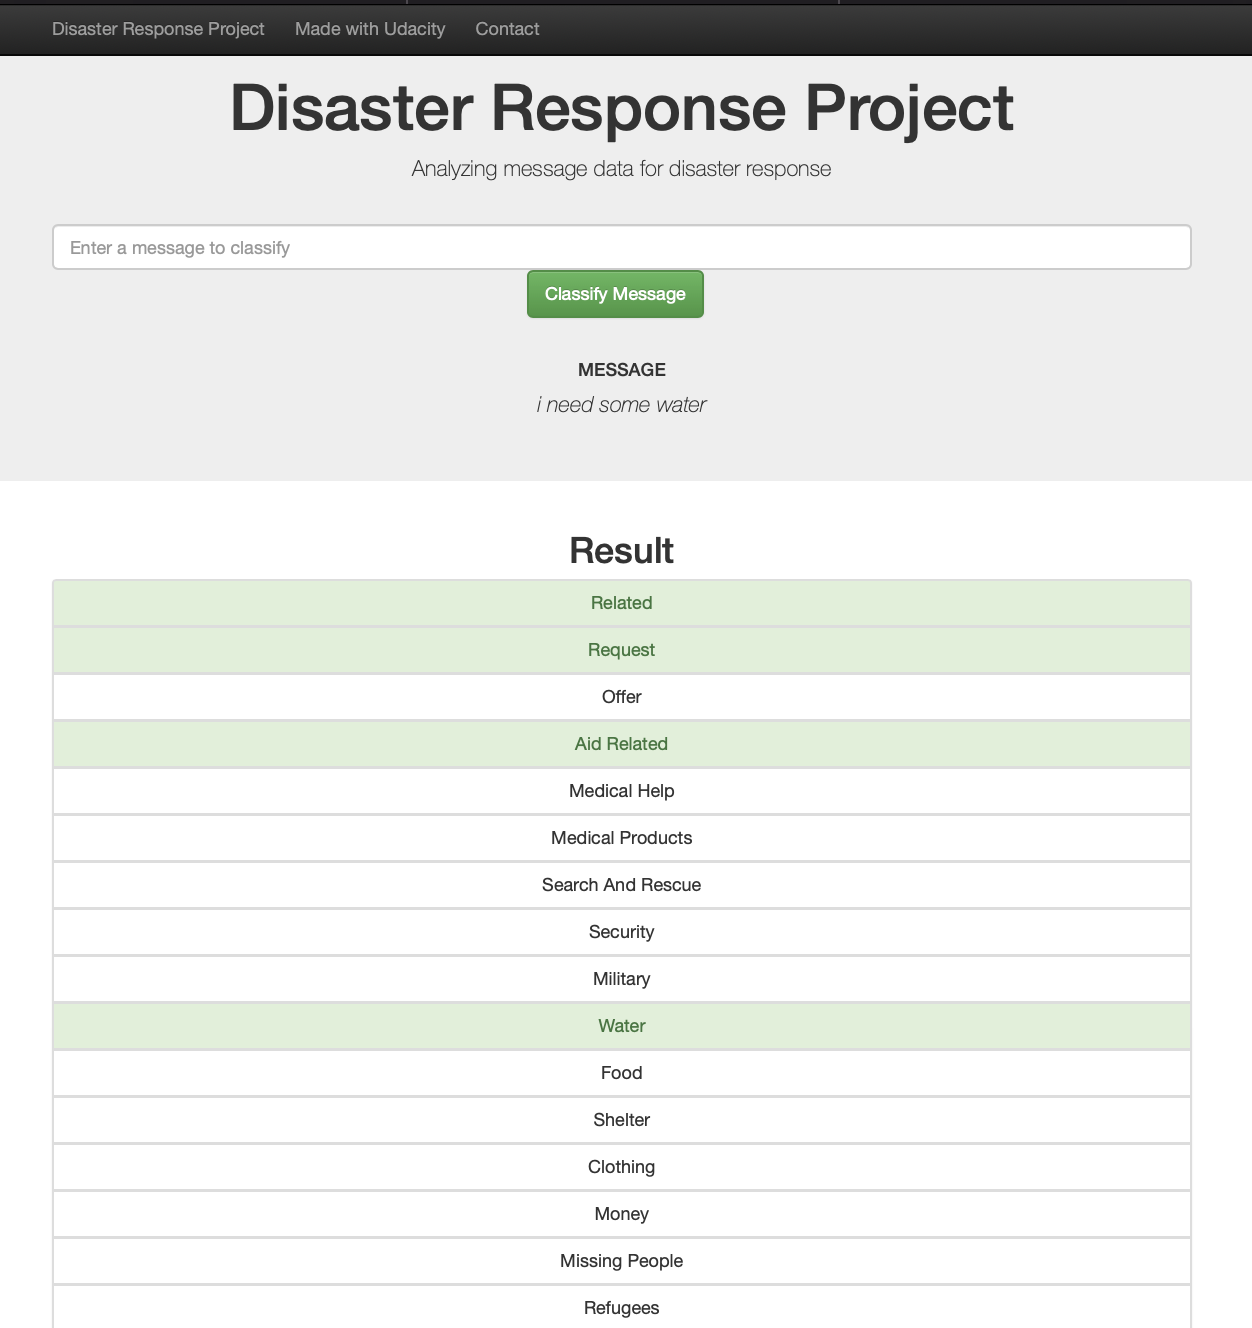 Disaster Response Project Made with Udacity Contact
Disaster Response Project
Analyzing message data for disaster response
Enter a message to classify
Classify Message
MESSAGE
i need some water
Result
Related
Request
Offer
Aid Related
Medical Help
Medical Products
Search And Rescue
Security
Military
Water
Food
Shelter
Clothing
Money
Missing People
Refugees